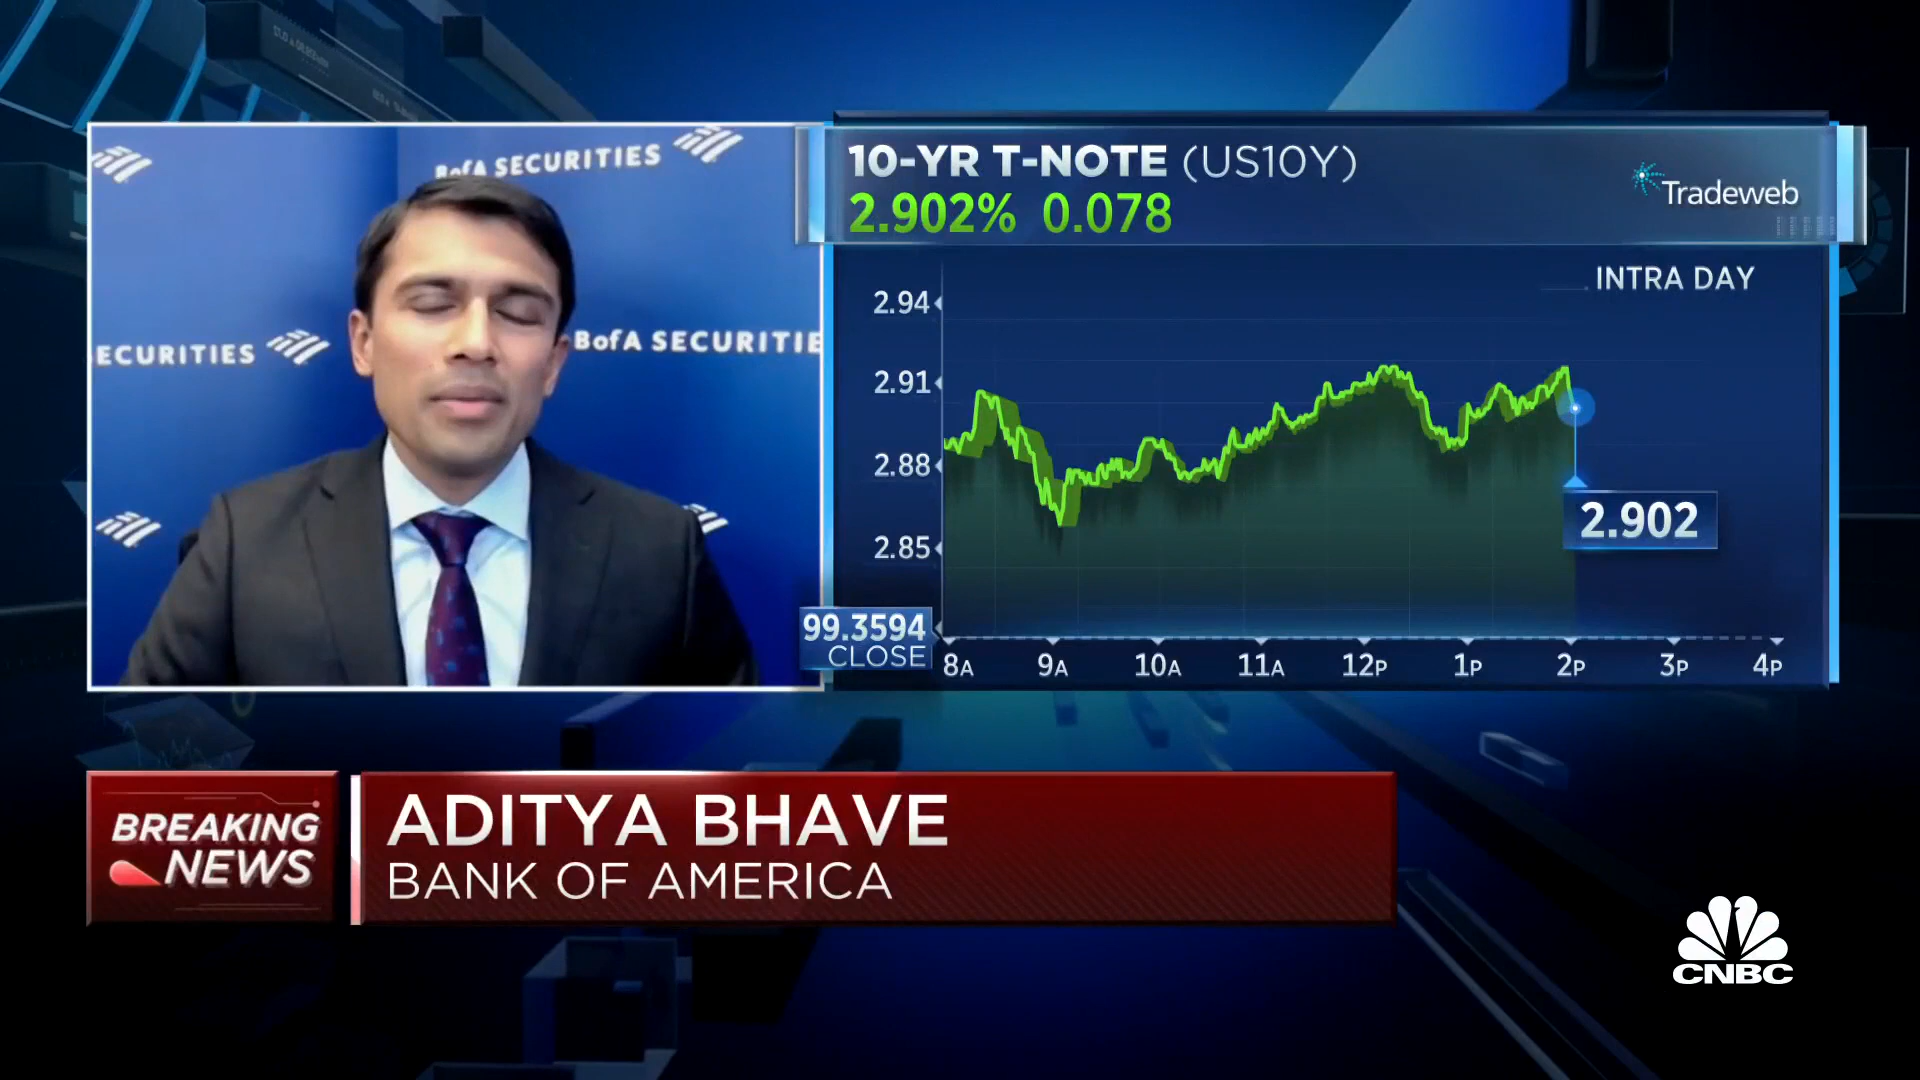 BofA SECURITIES
ECURITIES
BofA SECURITIE
10-YR T-NOTE (US10Y)
2.902% 0.078
Tradeweb
INTRA DAY
2.94
2.91
2.88
2.85
2.902
99.3594
CLOSE
8A 9A 10A 11A 12P 1P 2P 3P 4P
BREAKING
NEWS
ADITYA BHAVE
BANK OF AMERICA
CNBC